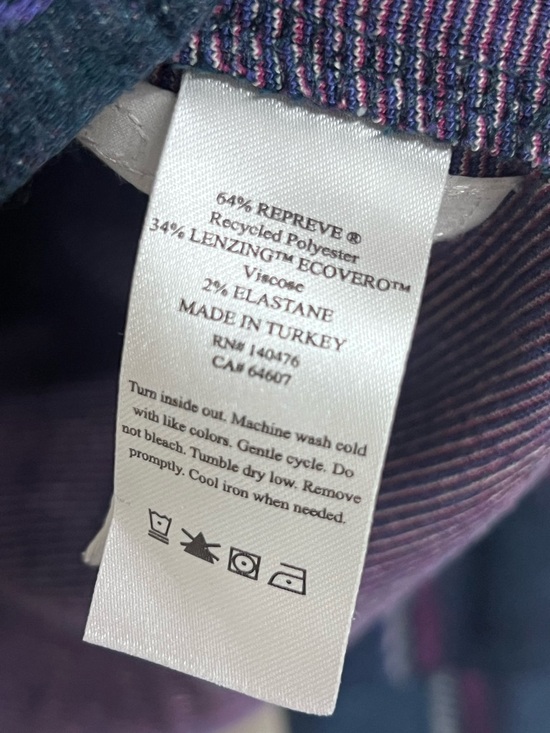 64% REPREVE ®
Recycled Polyester
34% LENZING™ ECOVERO™
Viscose
2% ELASTANE
MADE IN TURKEY
RN# 140476
CA# 64607
Turn inside out. Machine wash cold
with like colors. Gentle cycle. Do
not bleach. Tumble dry low. Remove
promptly. Cool iron when needed.